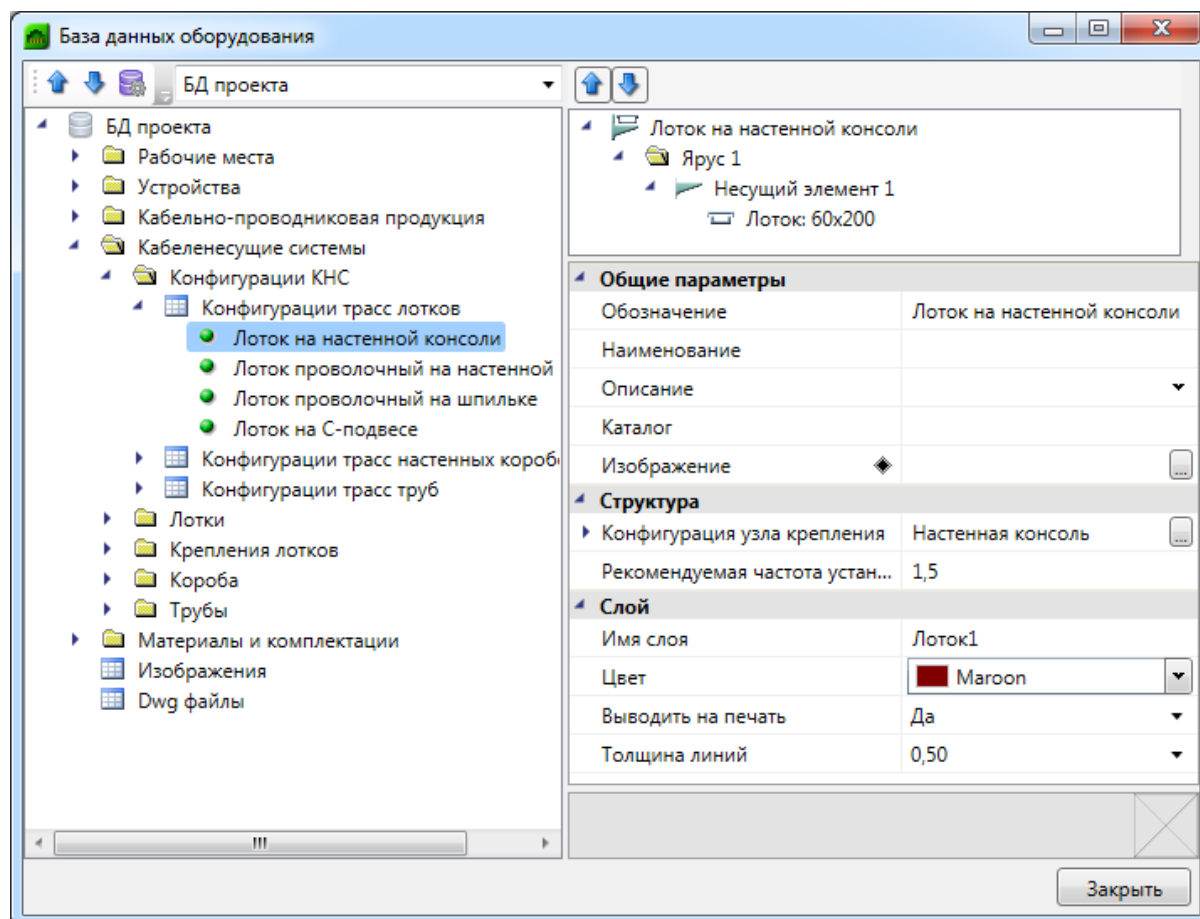 База данных оборудования
БД проекта
БД проекта
Рабочие места
Устройства
Кабельно-проводниковая продукция
Кабеленесущие системы
Конфигурации КНС
Конфигурации трасс лотков
Лоток на настенной консоли
Лоток проволочный на настенной
Лоток проволочный на шпильке
Лоток на С-подвесе
Конфигурации трасс настенных короб
Конфигурации трасс труб
Лотки
Крепления лотков
Короба
Трубы
Материалы и комплектации
Изображения
Dwg файлы
Лоток на настенной консоли
Ярус 1
Несущий элемент 1
Лоток: 60x200
Общие параметры
Обозначение Лоток на настенной консоли
Наименование
Описание
Каталог
Изображение ...
Структура
Конфигурация узла крепления Настенная консоль ...
Рекомендуемая частота устан... 1,5
Слой
Имя слоя Лоток1
Цвет Maroon
Выводить на печать Да
Толщина линий 0,50
Закрыть